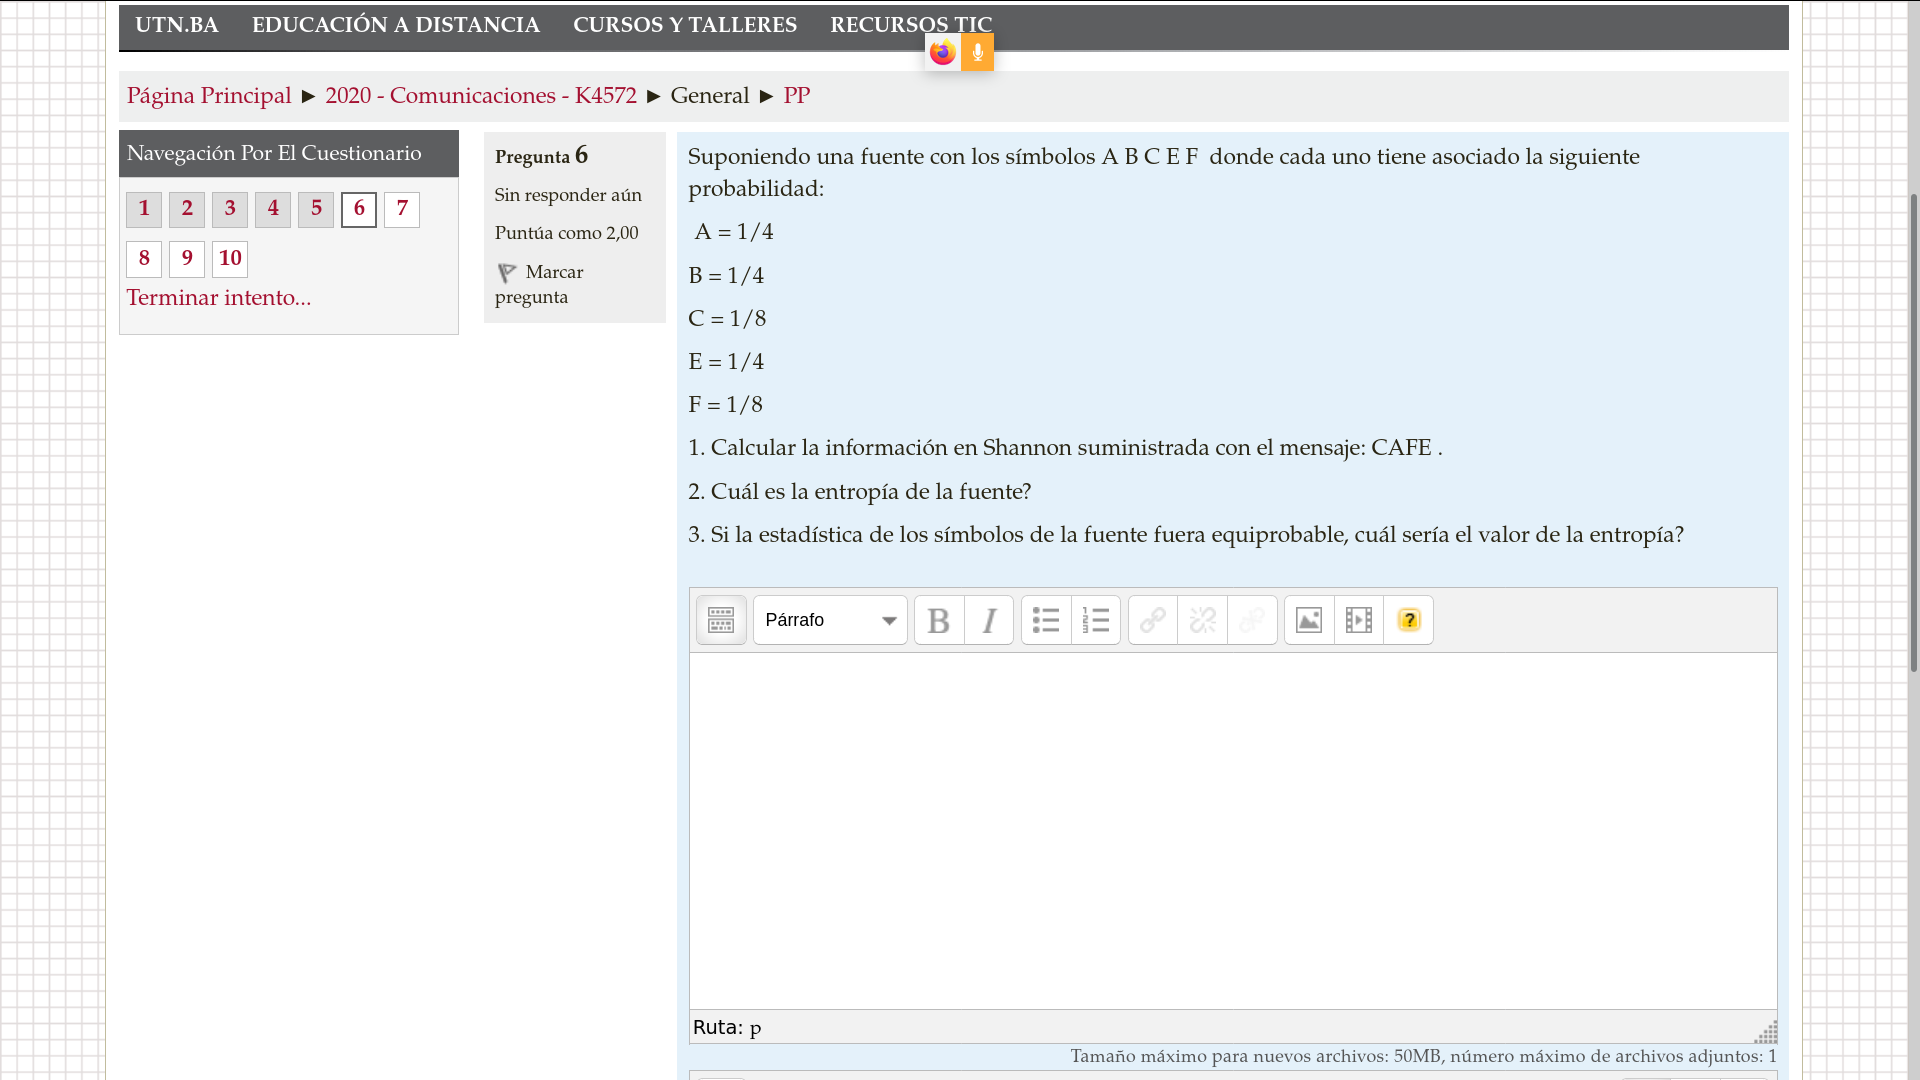 UTN.BA EDUCACIÓN A DISTANCIA CURSOS Y TALLERES RECURSOS TIC
Página Principal ► 2020 - Comunicaciones - K4572 ► General ► PP
Navegación Por El Cuestionario
1 2 3 4 5 6 7
8 9 10
Terminar intento...
Pregunta 6
Sin responder aún
Puntúa como 2,00
Marcar
pregunta
Suponiendo una fuente con los símbolos A B C E F donde cada uno tiene asociado la siguiente
probabilidad:
A = 1/4
B = 1/4
C = 1/8
E = 1/4
F = 1/8
1. Calcular la información en Shannon suministrada con el mensaje: CAFE .
2. Cuál es la entropía de la fuente?
3. Si la estadística de los símbolos de la fuente fuera equiprobable, cuál sería el valor de la entropía?
Párrafo B I
Ruta: p
Tamaño máximo para nuevos archivos: 50MB, número máximo de archivos adjuntos: 1